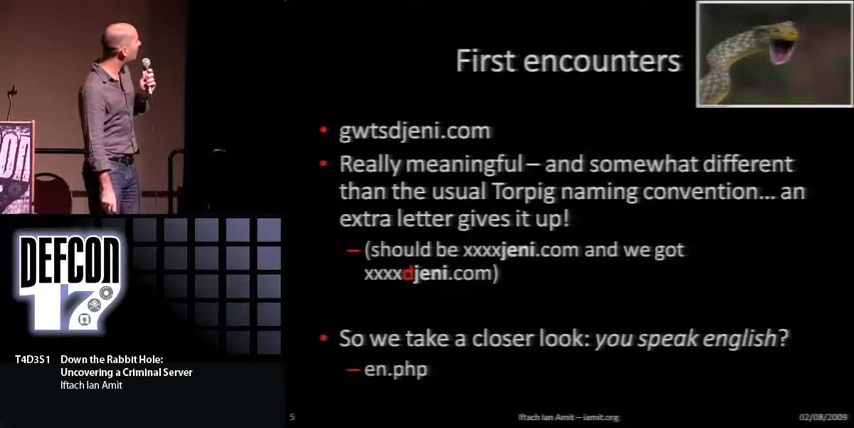 First encounters
• gwtsdjeni.com
• Really meaningful – and somewhat different
than the usual Torpig naming convention... an
extra letter gives it up!
– (should be xxxxjeni.com and we got
xxxxdjeni.com)
• So we take a closer look: you speak english?
– en.php
5
Iftach Ian Amit – iamit.org
02/08/2009
DEFCON
17
T4D3S1 Down the Rabbit Hole:
Uncovering a Criminal Server
Iftach Ian Amit